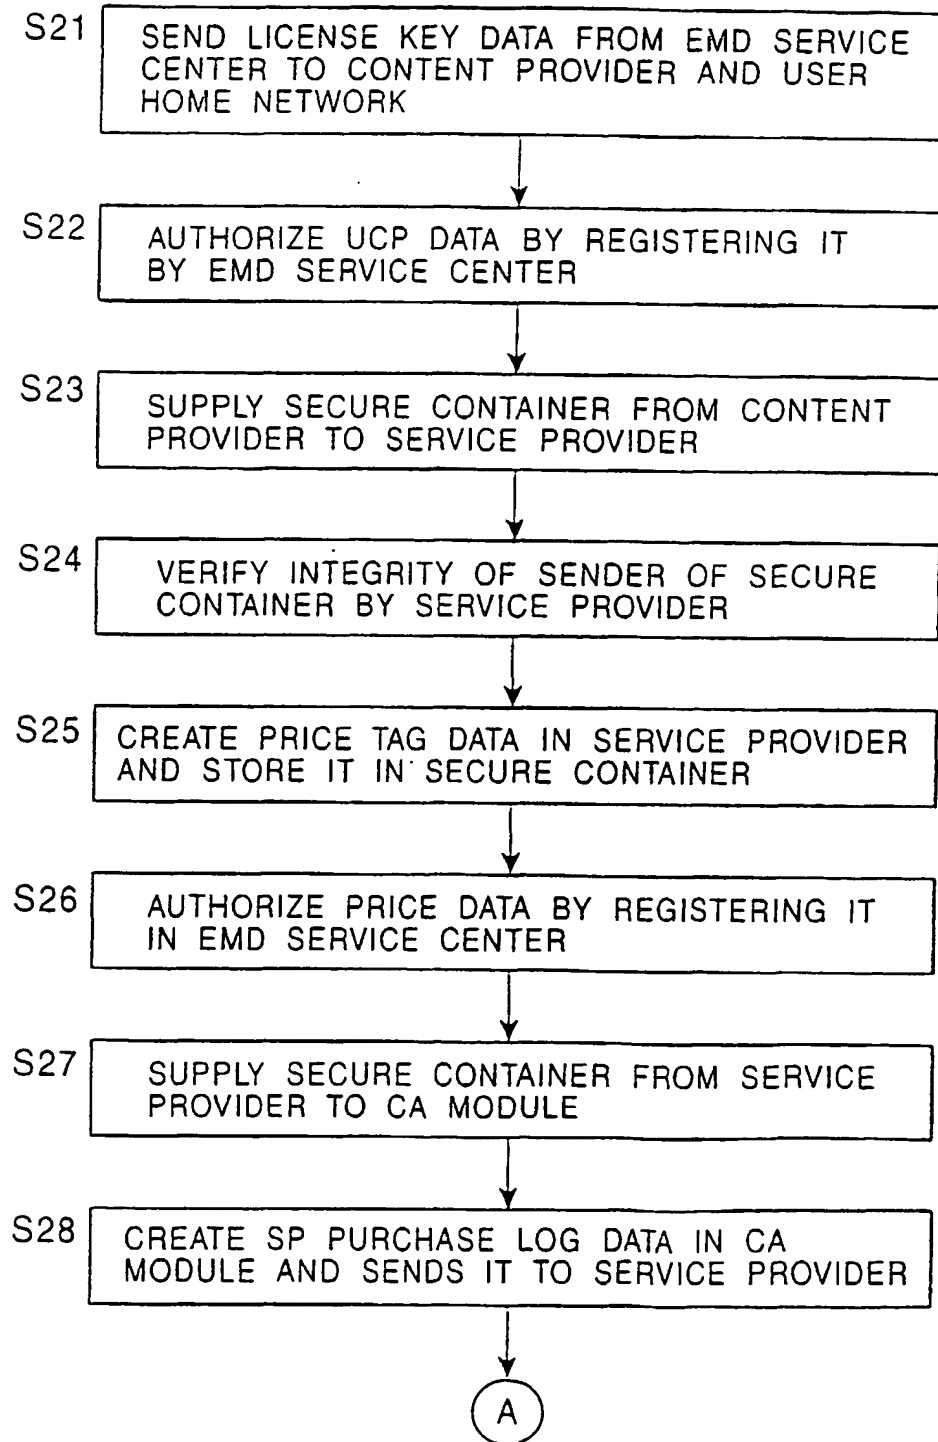 S21
SEND LICENSE KEY DATA FROM EMD SERVICE
CENTER TO CONTENT PROVIDER AND USER
HOME NETWORK
S22
AUTHORIZE UCP DATA BY REGISTERING IT
BY EMD SERVICE CENTER
S23
SUPPLY SECURE CONTAINER FROM CONTENT
PROVIDER TO SERVICE PROVIDER
S24
VERIFY INTEGRITY OF SENDER OF SECURE
CONTAINER BY SERVICE PROVIDER
S25
CREATE PRICE TAG DATA IN SERVICE PROVIDER
AND STORE IT IN SECURE CONTAINER
S26
AUTHORIZE PRICE DATA BY REGISTERING IT
IN EMD SERVICE CENTER
S27
SUPPLY SECURE CONTAINER FROM SERVICE
PROVIDER TO CA MODULE
S28
CREATE SP PURCHASE LOG DATA IN CA
MODULE AND SENDS IT TO SERVICE PROVIDER
A